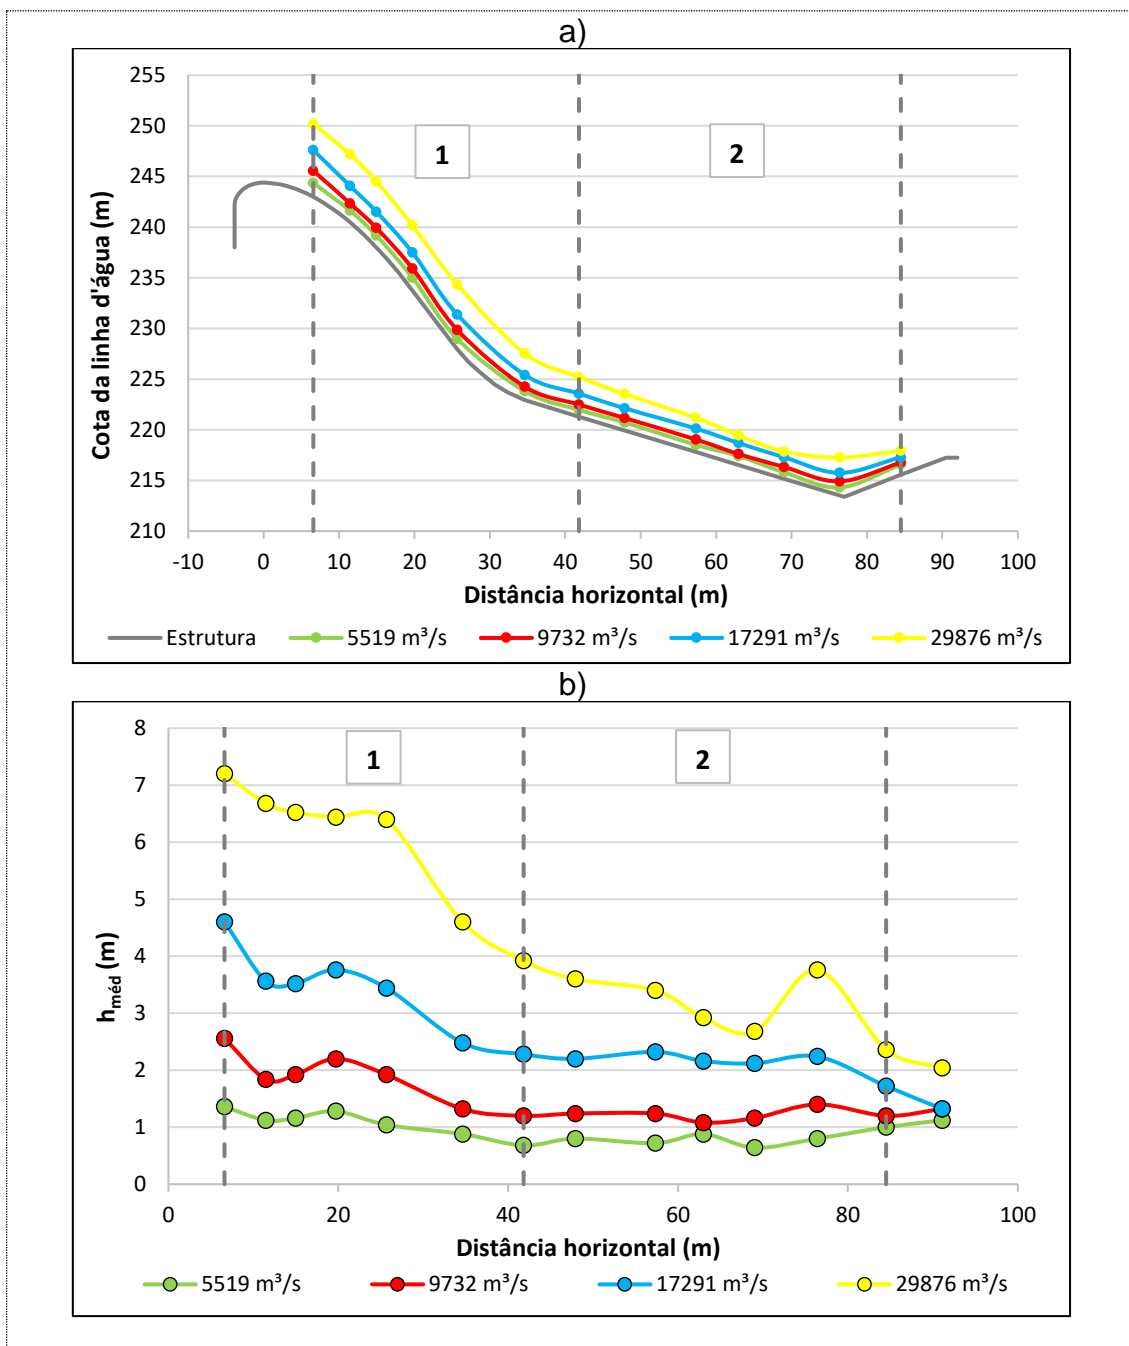 a)
255
250
245
240
235
230
225
220
215
210
Cota da linha d'água (m)
1
2
-10 0 10 20 30 40 50 60 70 80 90 100
Distância horizontal (m)
Estrutura 5519 m³/s 9732 m³/s 17291 m³/s 29876 m³/s
b)
8
7
6
5
4
3
2
1
0
hméd (m)
1
2
0 20 40 60 80 100
Distância horizontal (m)
5519 m³/s 9732 m³/s 17291 m³/s 29876 m³/s